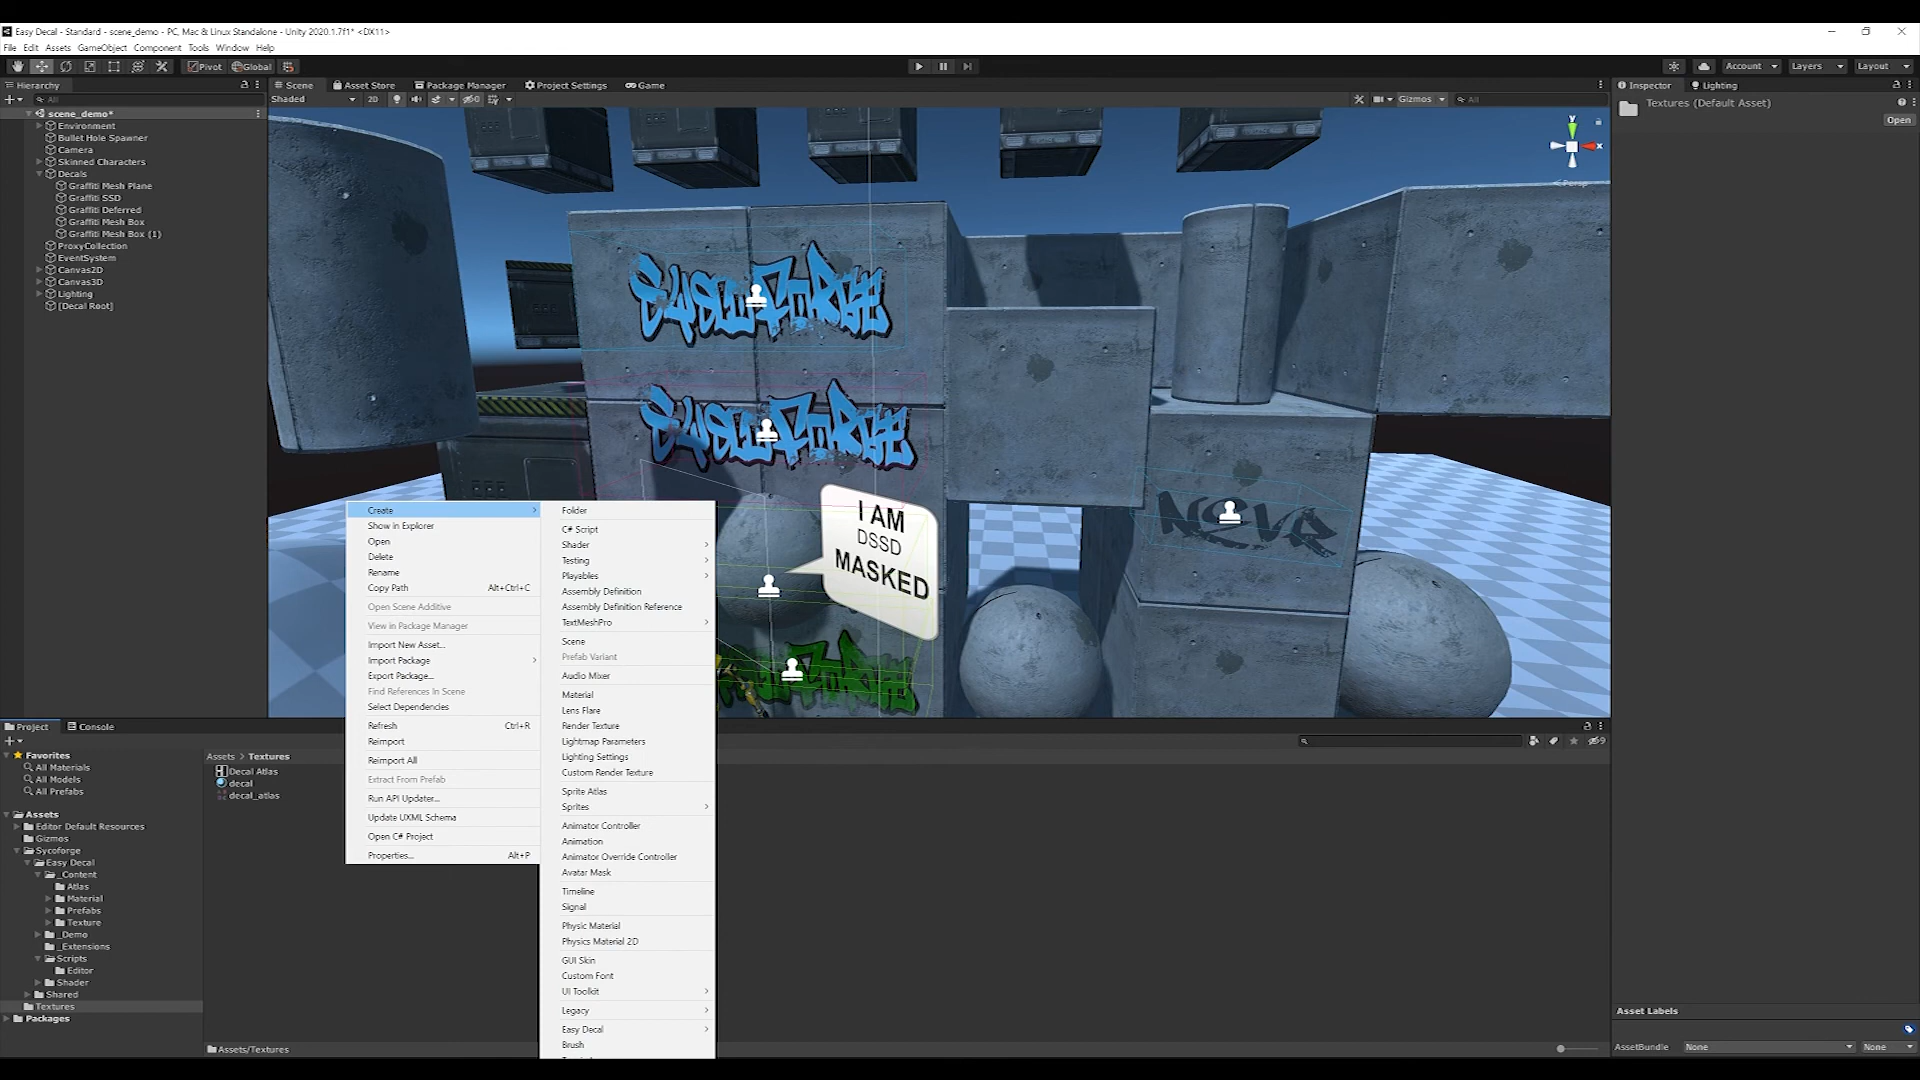 Easy Decal - Standard - scene_demo - PC, Mac & Linux Standalone - Unity 2020.1.7f1* <DX11>
File Edit Assets GameObject Component Tools Window Help
Pivot Global Account Layers Layout
Hierarchy
All
scene_demo*
Environment
Bullet Hole Spawner
Camera
Skinned Characters
Decals
Graffiti Mesh Plane
Graffiti SSD
Graffiti Deferred
Graffiti Mesh Box
Graffiti Mesh Box (1)
ProxyCollection
EventSystem
Canvas2D
Canvas3D
Lighting
[Decal Root]
Scene Asset Store Package Manager Project Settings Game
Shaded 2D 0 Gizmos All
y
x
Persp
I AM
DSSD
MASKED
Create
Show in Explorer
Open
Delete
Rename
Copy Path Alt+Ctrl+C
Open Scene Additive
View in Package Manager
Import New Asset...
Import Package
Export Package...
Find References In Scene
Select Dependencies
Refresh Ctrl+R
Reimport
Reimport All
Extract From Prefab
Run API Updater...
Update UXML Schema
Open C# Project
Properties... Alt+P
Folder
C# Script
Shader
Testing
Playables
Assembly Definition
Assembly Definition Reference
TextMeshPro
Scene
Prefab Variant
Audio Mixer
Material
Lens Flare
Render Texture
Lightmap Parameters
Lighting Settings
Custom Render Texture
Sprite Atlas
Sprites
Animator Controller
Animation
Animator Override Controller
Avatar Mask
Timeline
Signal
Physic Material
Physics Material 2D
GUI Skin
Custom Font
UI Toolkit
Legacy
Easy Decal
Brush
Project Console
Favorites
All Materials
All Models
All Prefabs
Assets
Editor Default Resources
Gizmos
Sycoforge
Easy Decal
_Content
Atlas
Material
Prefabs
Texture
_Demo
_Extensions
Scripts
Editor
Shader
Shared
Textures
Packages
Assets > Textures
Decal Atlas
decal
decal_atlas
Assets/Textures
9
Inspector Lighting
Textures (Default Asset)
Open
Asset Labels
AssetBundle None None